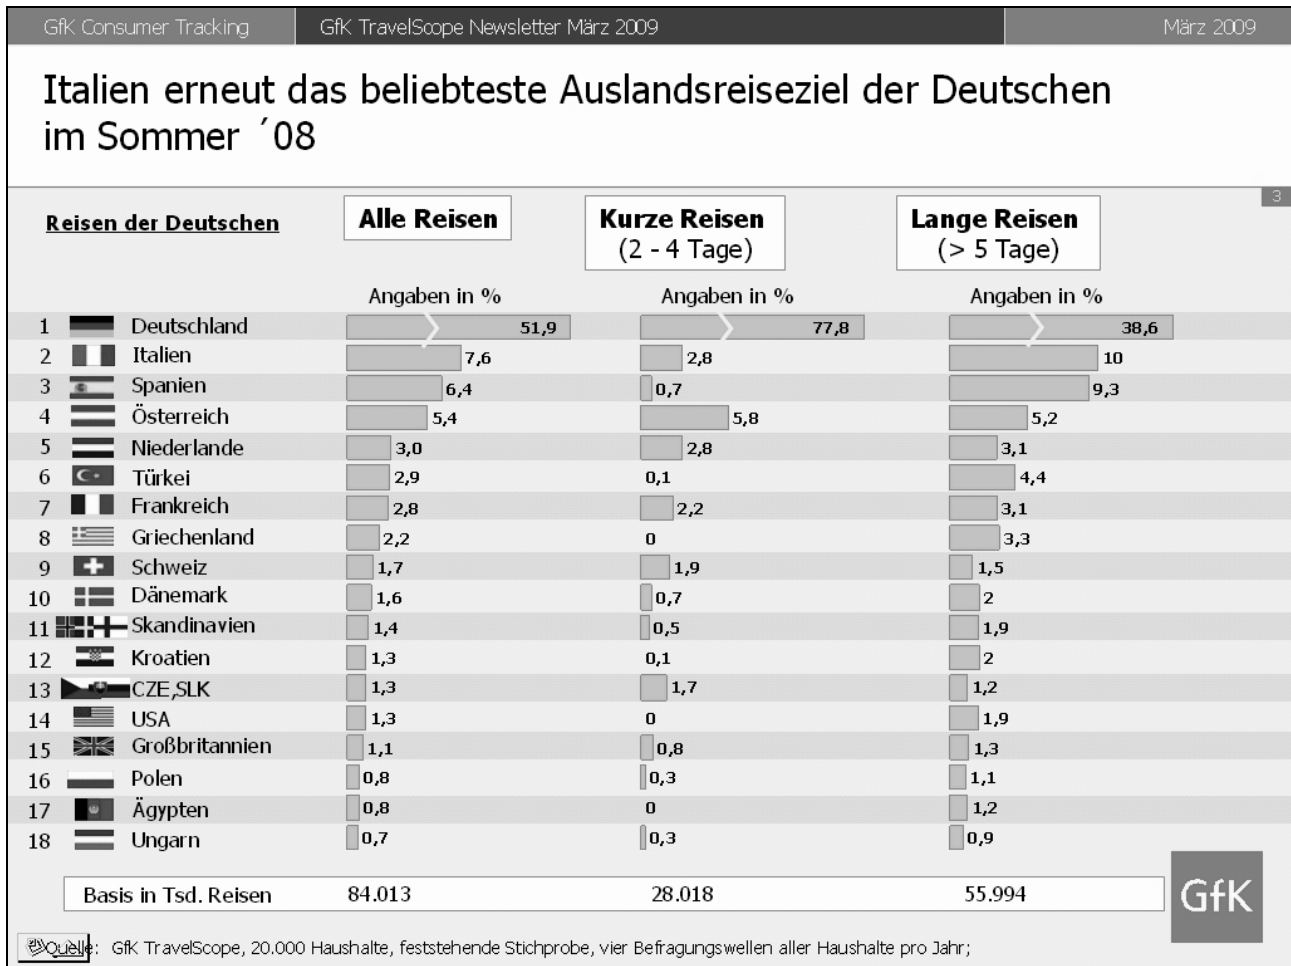 GfK Consumer Tracking GfK TravelScope Newsletter März 2009 März 2009
Italien erneut das beliebteste Auslandsreiseziel der Deutschen
im Sommer ´08
3
Reisen der Deutschen Alle Reisen Kurze Reisen Lange Reisen
(2 - 4 Tage) (> 5 Tage)
Angaben in % Angaben in % Angaben in %
1 Deutschland 51,9 77,8 38,6
2 Italien 7,6 2,8 10
3 Spanien 6,4 0,7 9,3
4 Österreich 5,4 5,8 5,2
5 Niederlande 3,0 2,8 3,1
6 Türkei 2,9 0,1 4,4
7 Frankreich 2,8 2,2 3,1
8 Griechenland 2,2 0 3,3
9 Schweiz 1,7 1,9 1,5
10 Dänemark 1,6 0,7 2
11 Skandinavien 1,4 0,5 1,9
12 Kroatien 1,3 0,1 2
13 CZE,SLK 1,3 1,7 1,2
14 USA 1,3 0 1,9
15 Großbritannien 1,1 0,8 1,3
16 Polen 0,8 0,3 1,1
17 Ägypten 0,8 0 1,2
18 Ungarn 0,7 0,3 0,9
Basis in Tsd. Reisen 84.013 28.018 55.994
GfK
Quelle: GfK TravelScope, 20.000 Haushalte, feststehende Stichprobe, vier Befragungswellen aller Haushalte pro Jahr;